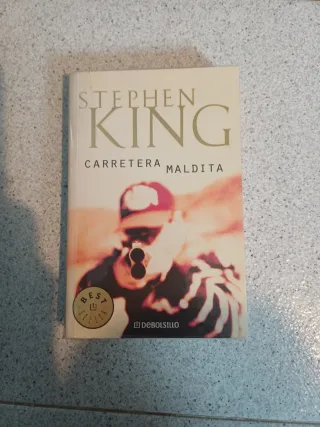 STEPHEN
KING
CARRETERA MALDITA
BEST
SELLER
DEBOLSILLO